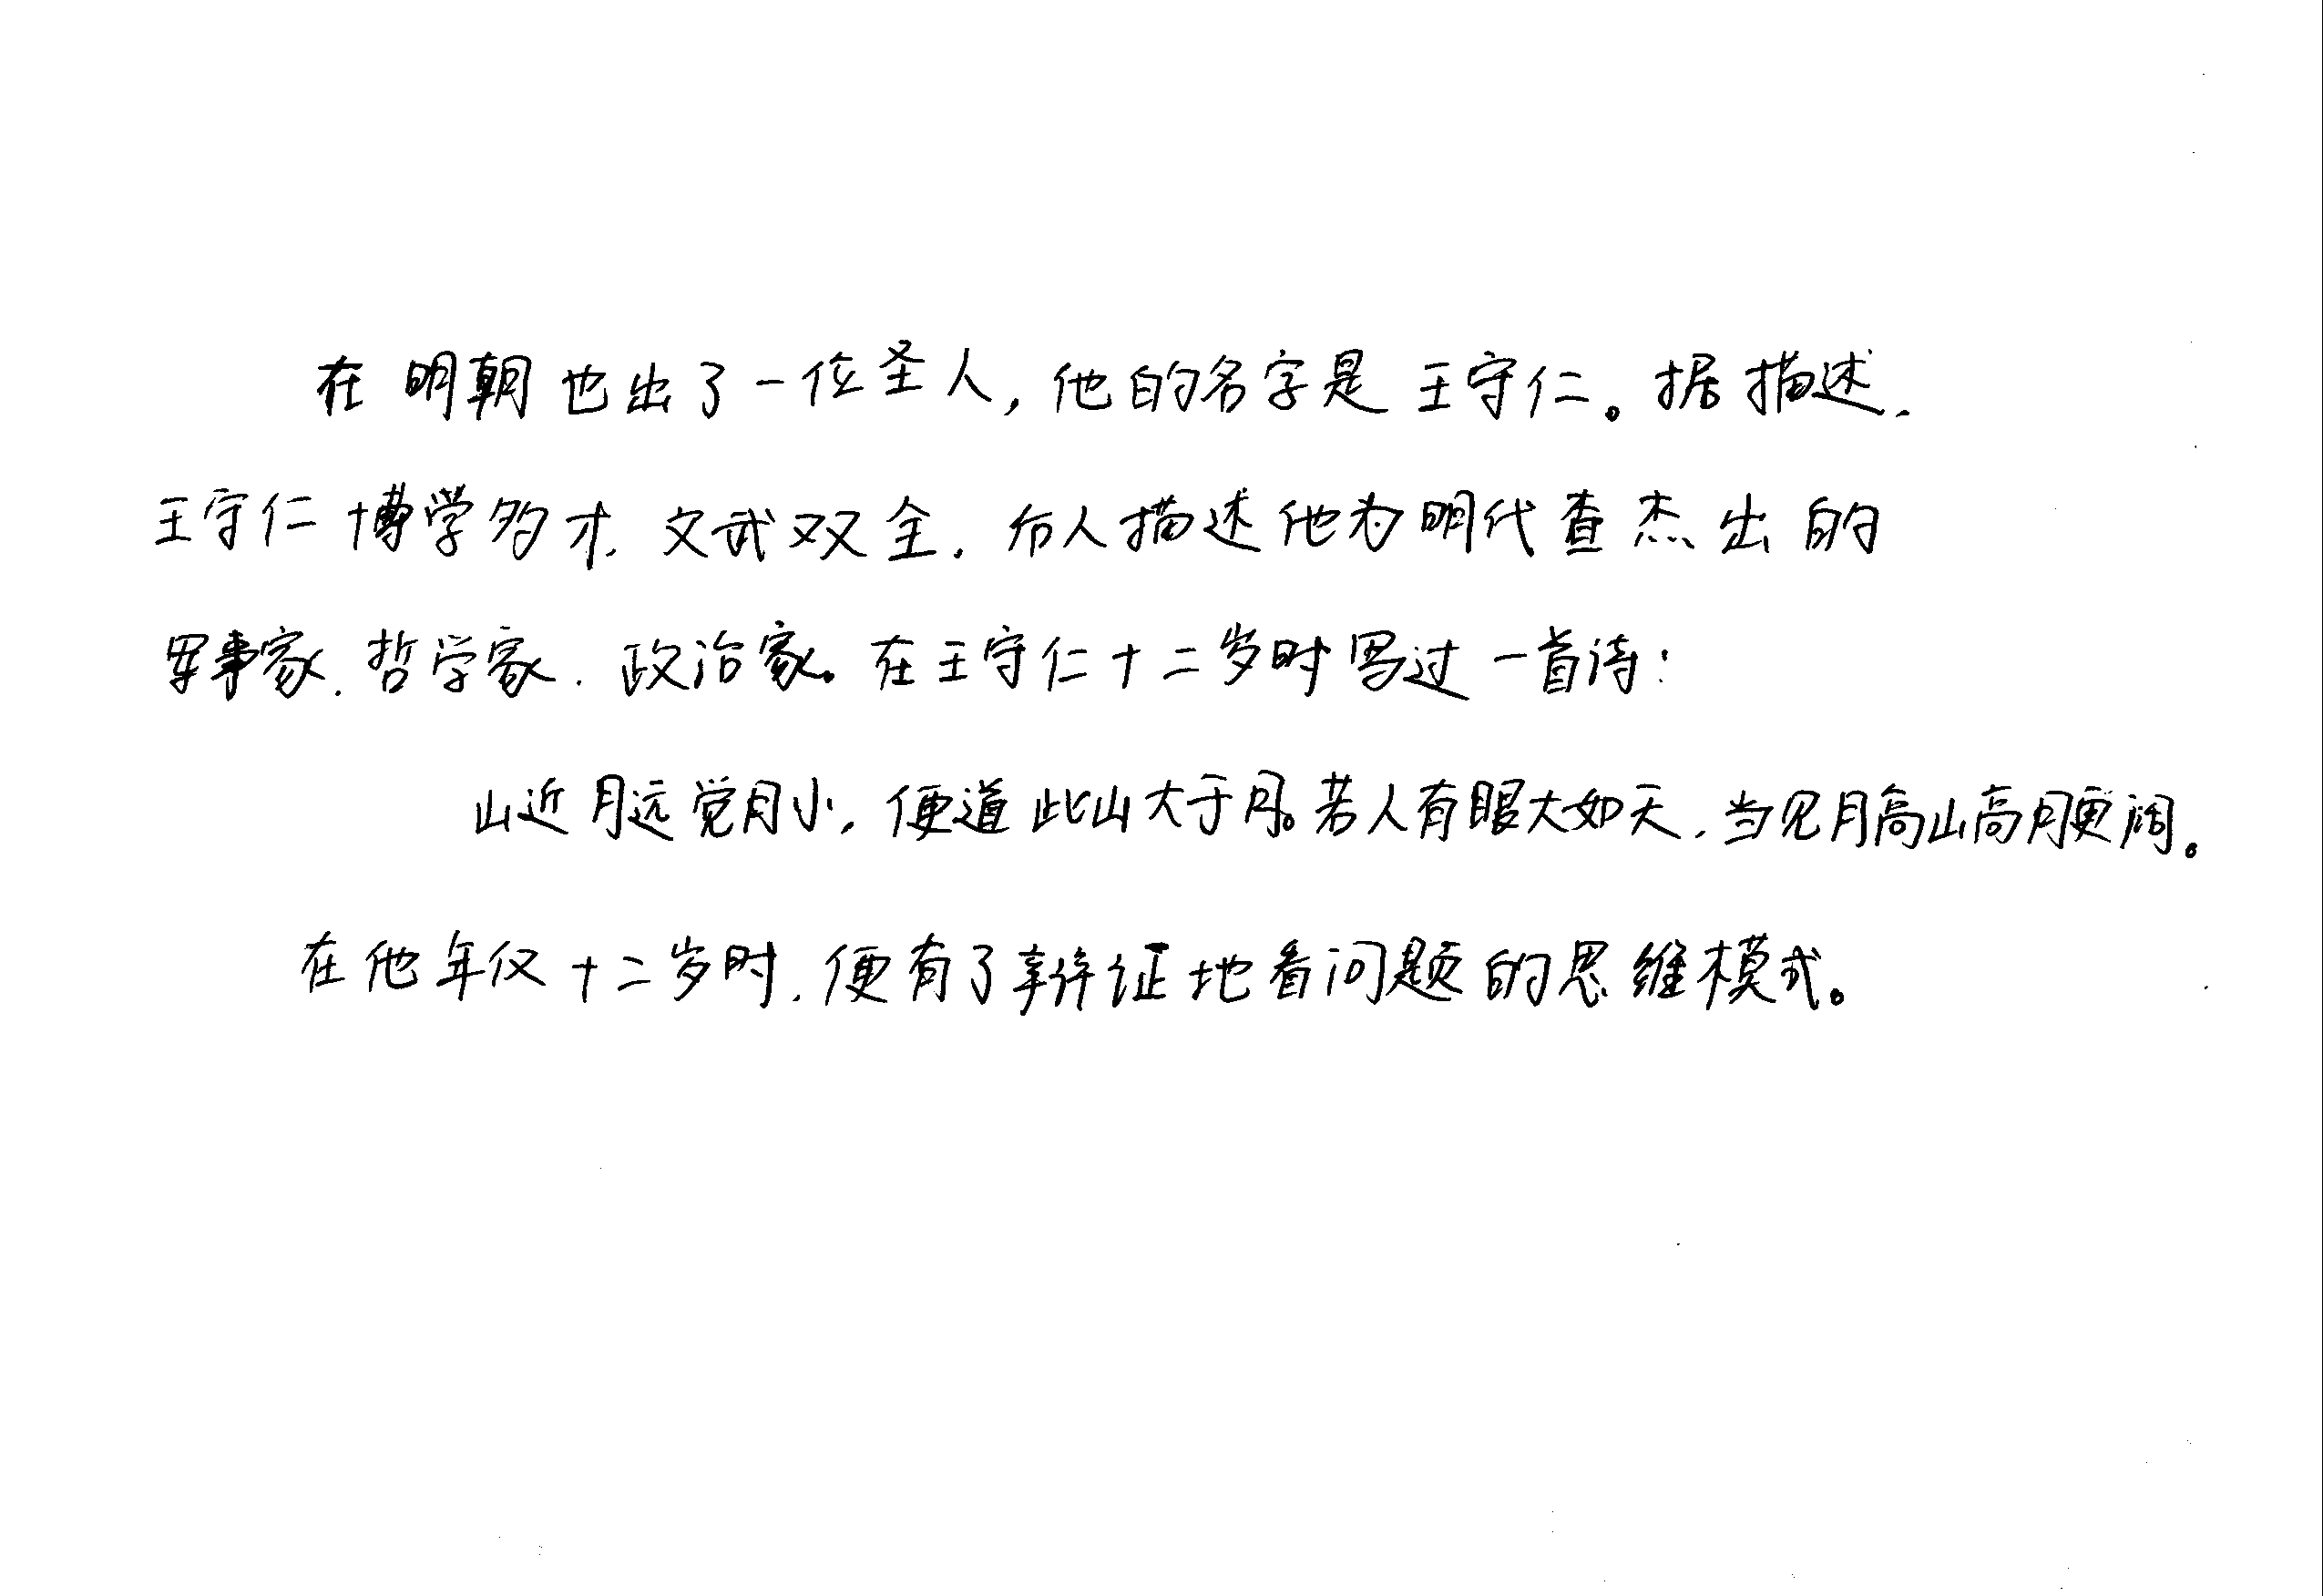 在明朝也出了一位圣人，他的名字是王守仁。据描述，
王守仁博学多才，文武双全，人描述他为明代杰出的
军事家、哲学家、政治家。在王守仁十二岁时写过一首诗：
山近月远觉月小，便道此山大于月。若人有眼大如天，当见月高山高月更阔。
在他年仅十二岁时，便有了辩证地看问题的思维模式。